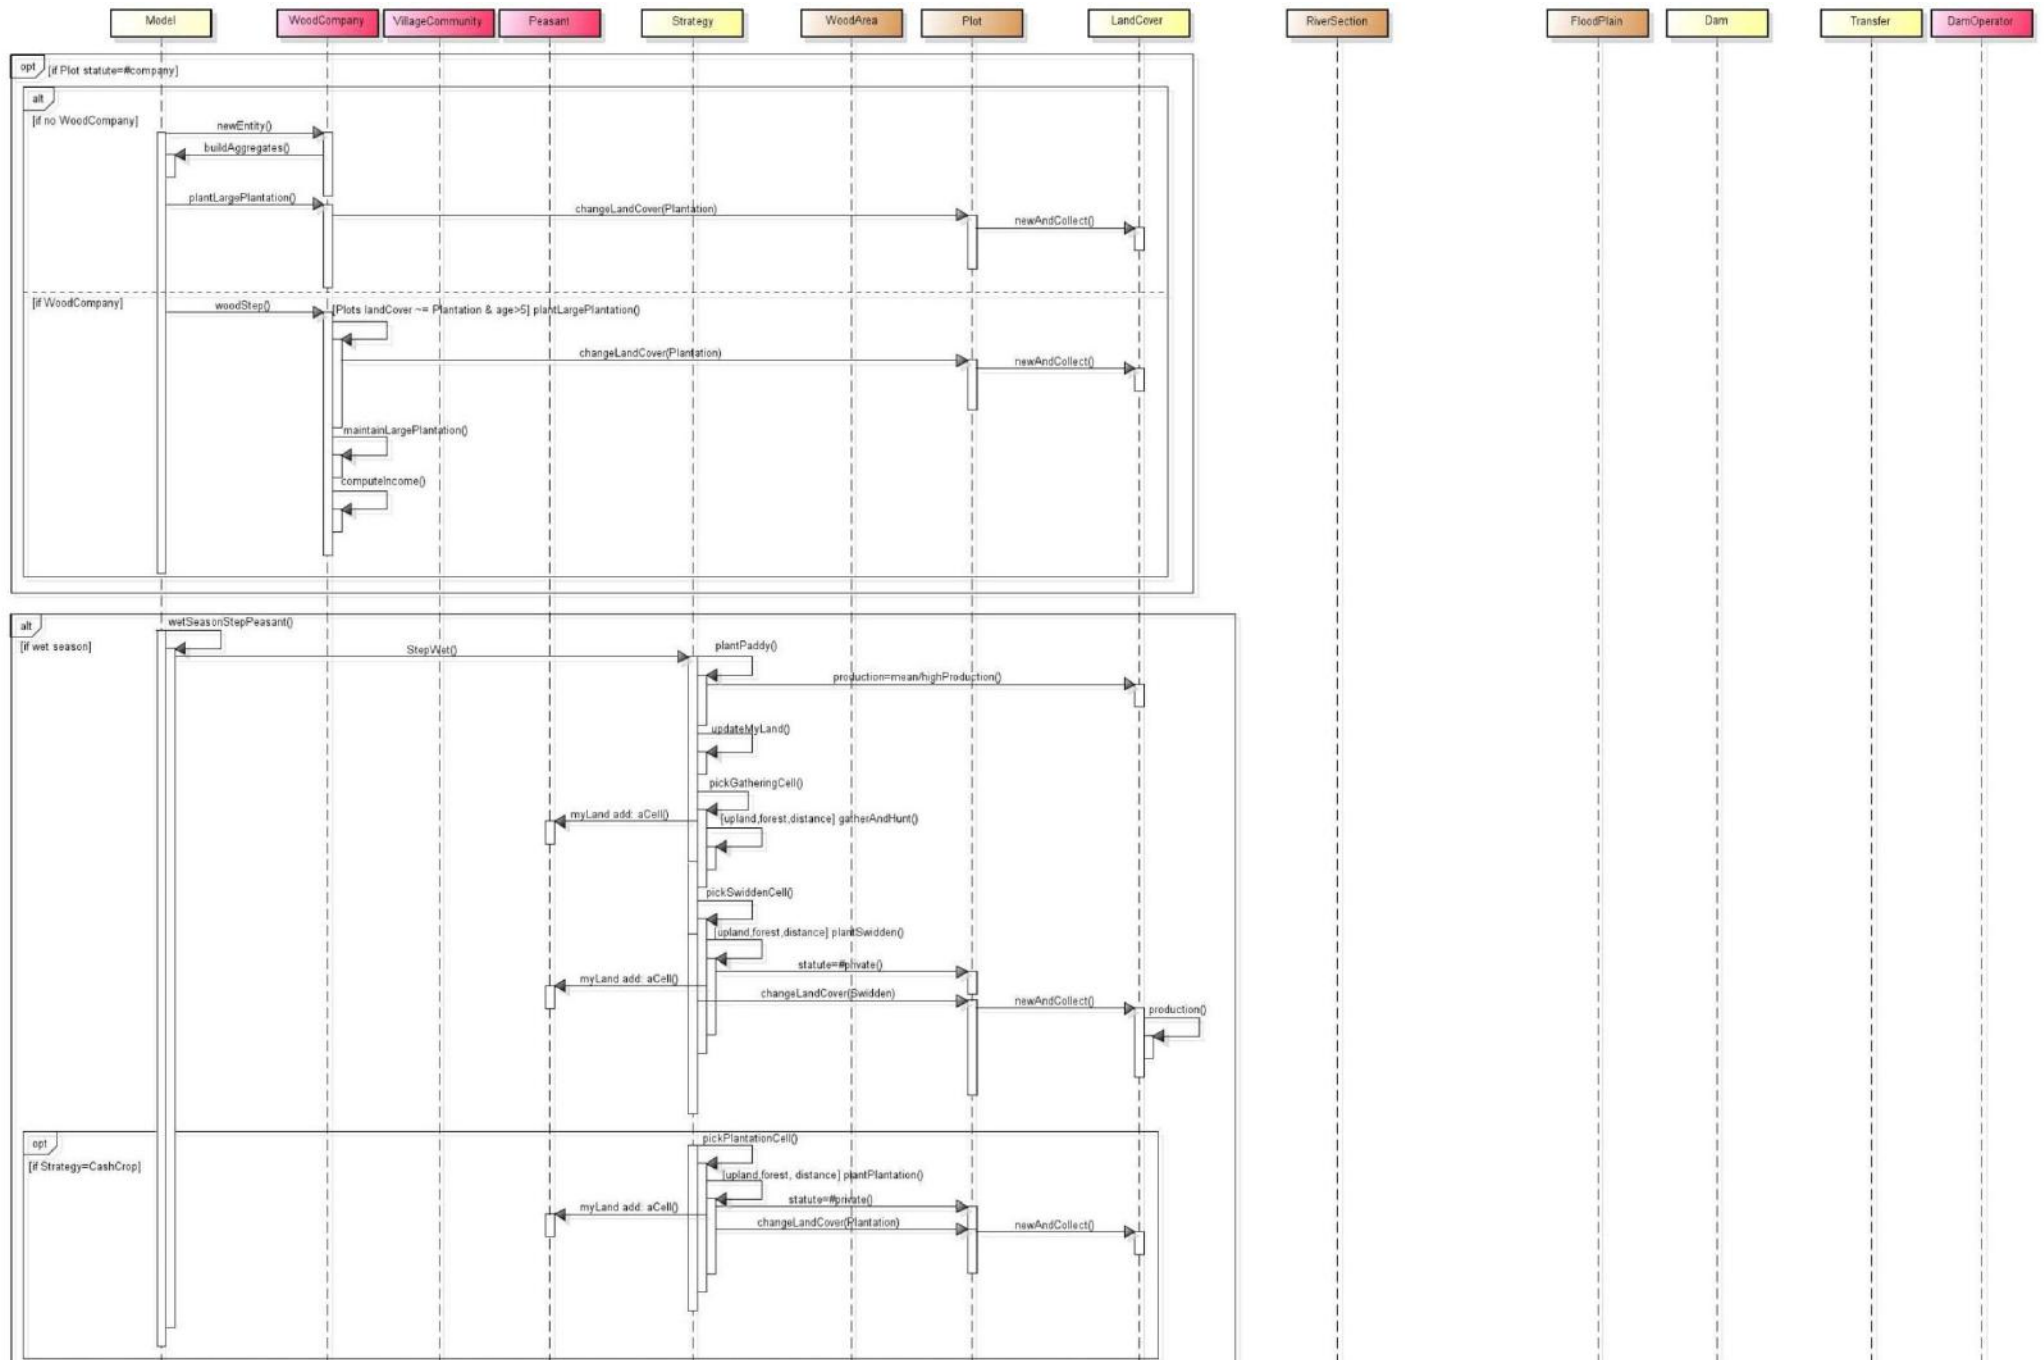 Model WoodCompany VillageCommunity Peasant Strategy WoodArea Plot LandCover RiverSection FloodPlain Dam Transfer DamOperator
opt [if Plot statute=#company]
alt
[if no WoodCompany]
newEntity()
buildAggregates()
plantLargePlantation()
changeLandCover(Plantation)
newAndCollect()
[if WoodCompany]
woodStep()
[Plots landCover ~= Plantation & age>5] plantLargePlantation()
changeLandCover(Plantation)
newAndCollect()
maintainLargePlantation()
computeIncome()
alt
[if wet season]
wetSeasonStepPeasant()
StepWet()
plantPaddy()
production=mean/highProduction()
updateMyLand()
pickGatheringCell()
myLand add: aCell()
[upland,forest,distance] gatherAndHunt()
pickSwiddenCell()
[upland,forest,distance] plantSwidden()
statute=#private()
myLand add: aCell()
changeLandCover(Swidden)
newAndCollect()
production()
opt
[if Strategy=CashCrop]
pickPlantationCell()
[upland,forest, distance] plantPlantation()
statute=#private()
myLand add: aCell()
changeLandCover(Plantation)
newAndCollect()